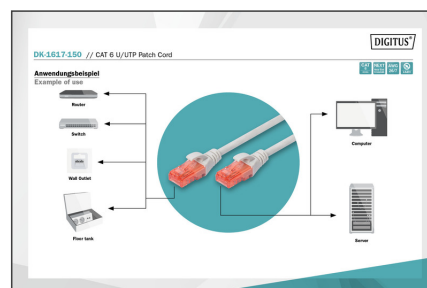 DIGITUS®
DK-1617-150 // CAT 6 U/UTP Patch Cord
Anwendungsbeispiel
Example of use
Router
Switch
Wall Outlet
Floor tank
Computer
Server